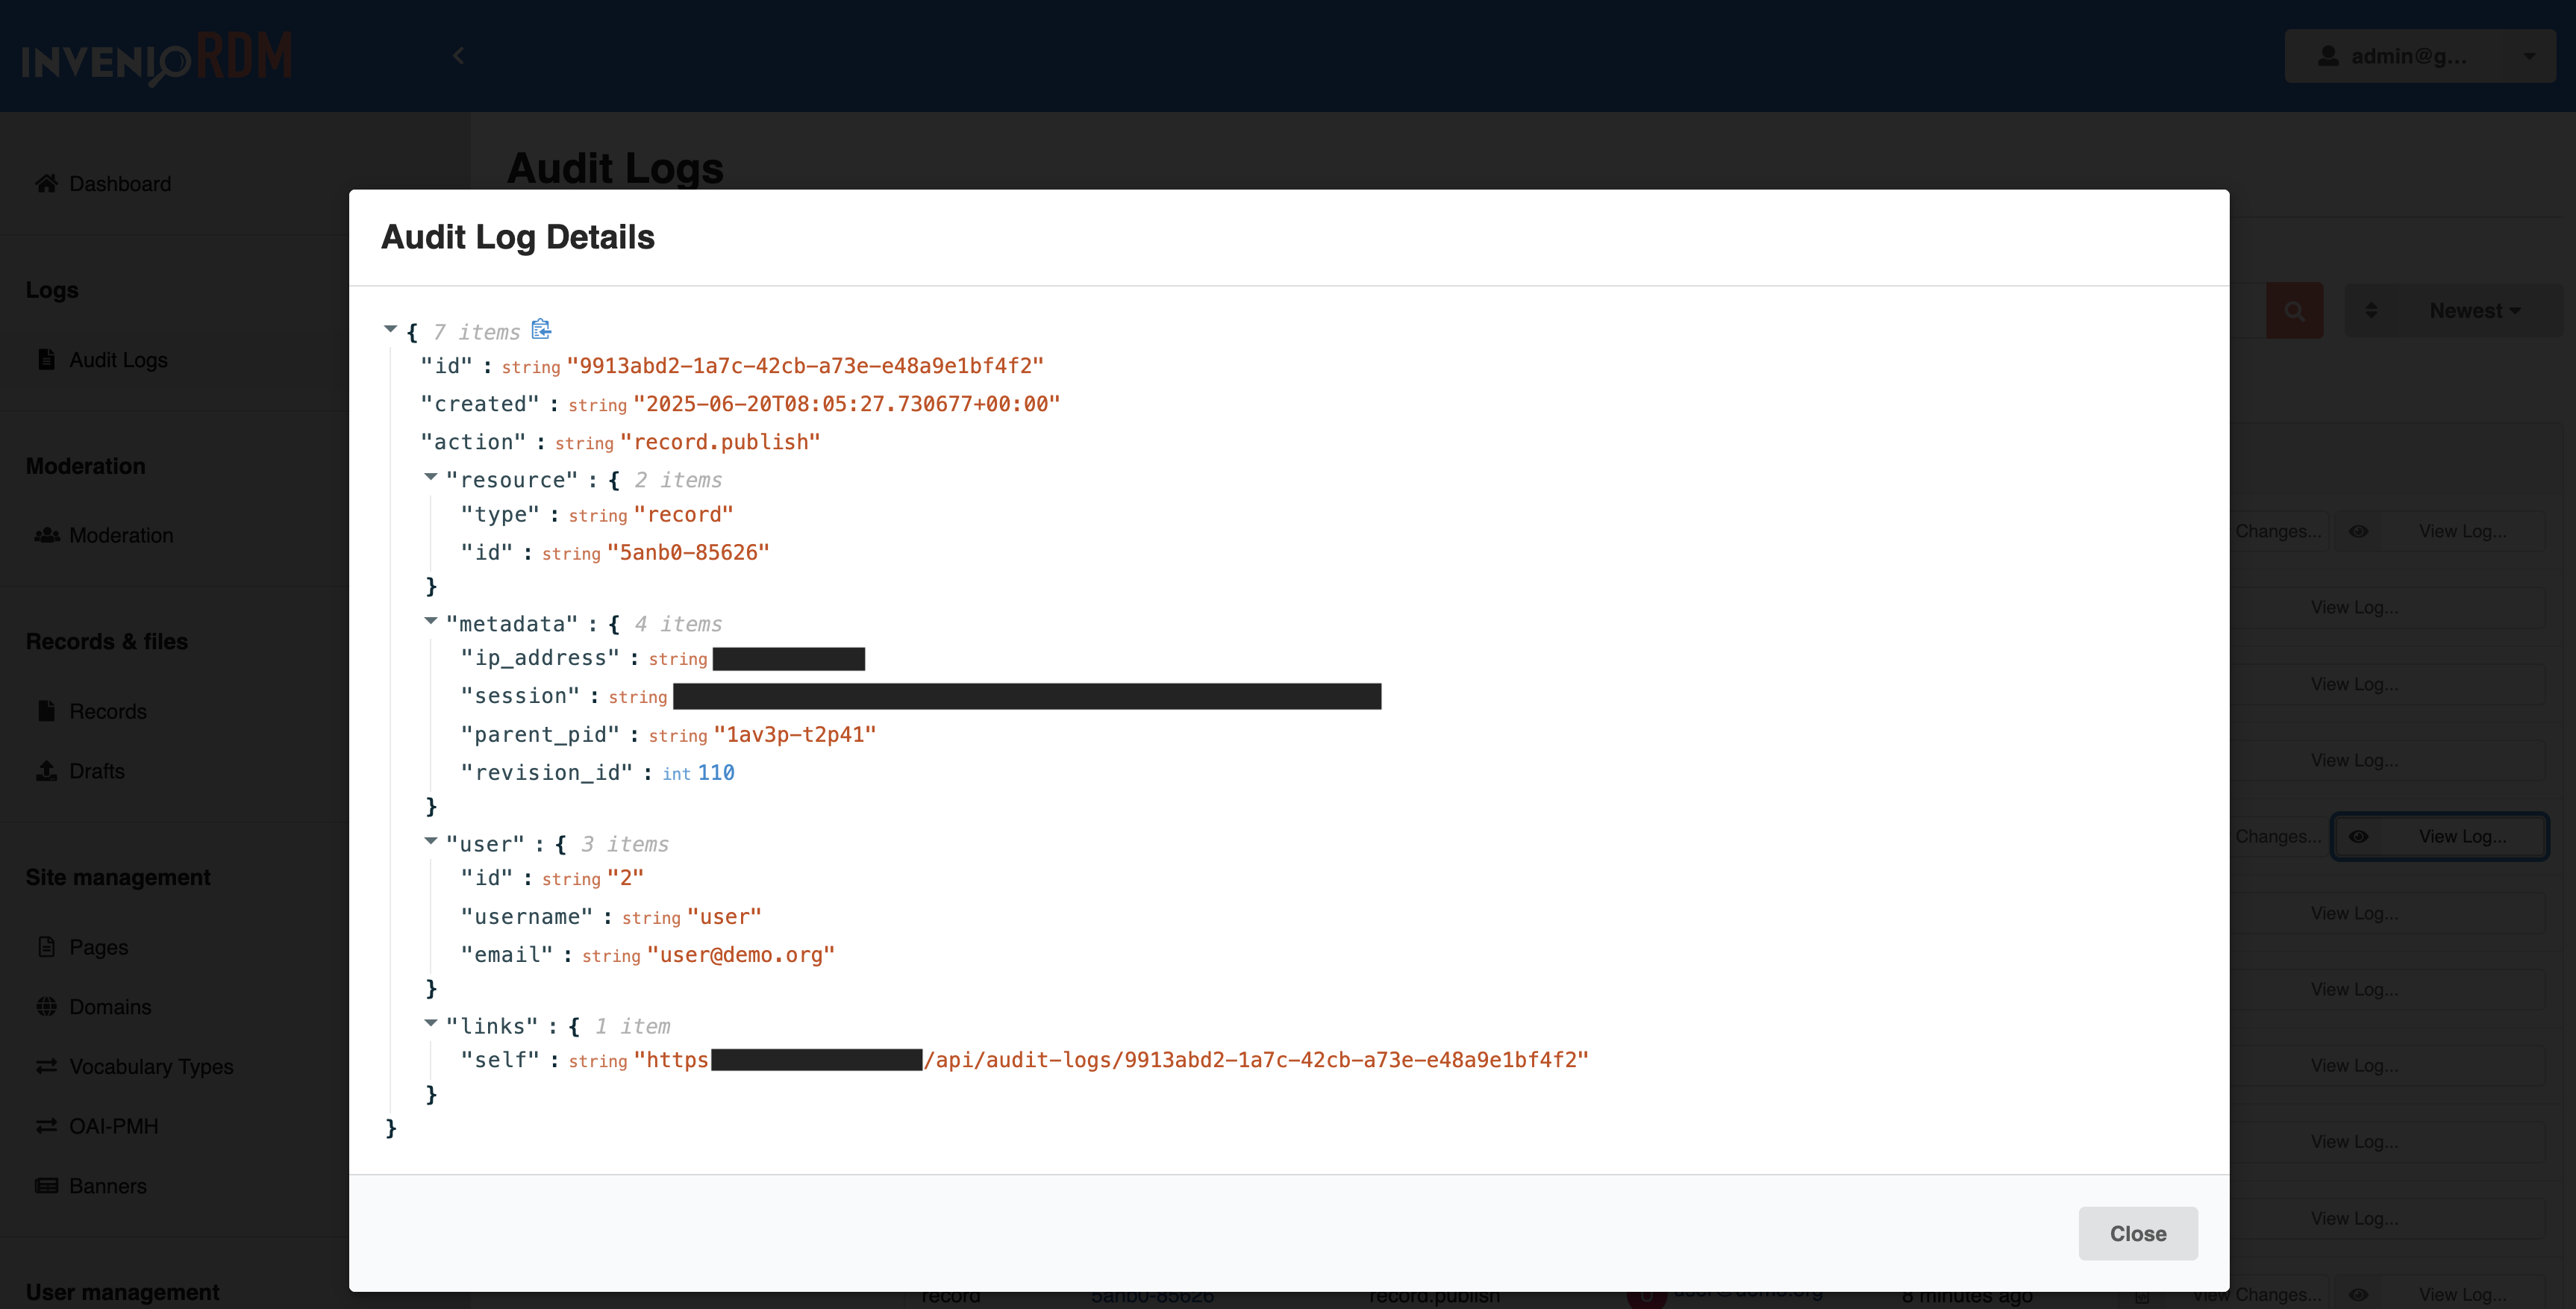 INVENIO RDM
admin@g...
Dashboard
Audit Logs
Logs
Audit Logs
Newest
Moderation
Moderation
Records & files
Records
Drafts
Site management
Pages
Domains
Vocabulary Types
OAI-PMH
Banners
User management
Audit Log Details
{ 7 items
"id" : string "9913abd2-1a7c-42cb-a73e-e48a9e1bf4f2"
"created" : string "2025-06-20T08:05:27.730677+00:00"
"action" : string "record.publish"
"resource" : { 2 items
"type" : string "record"
"id" : string "5anb0-85626"
}
"metadata" : { 4 items
"ip_address" : string
"session" : string
"parent_pid" : string "1av3p-t2p41"
"revision_id" : int 110
}
"user" : { 3 items
"id" : string "2"
"username" : string "user"
"email" : string "user@demo.org"
}
"links" : { 1 item
"self" : string "https /api/audit-logs/9913abd2-1a7c-42cb-a73e-e48a9e1bf4f2"
}
}
Close
Changes... View Log...
View Log...
View Log...
View Log...
Changes... View Log...
View Log...
View Log...
View Log...
View Log...
View Log...
record 5anb0-85626 record.publish user@demo.org 8 minutes ago View Changes... View Log...